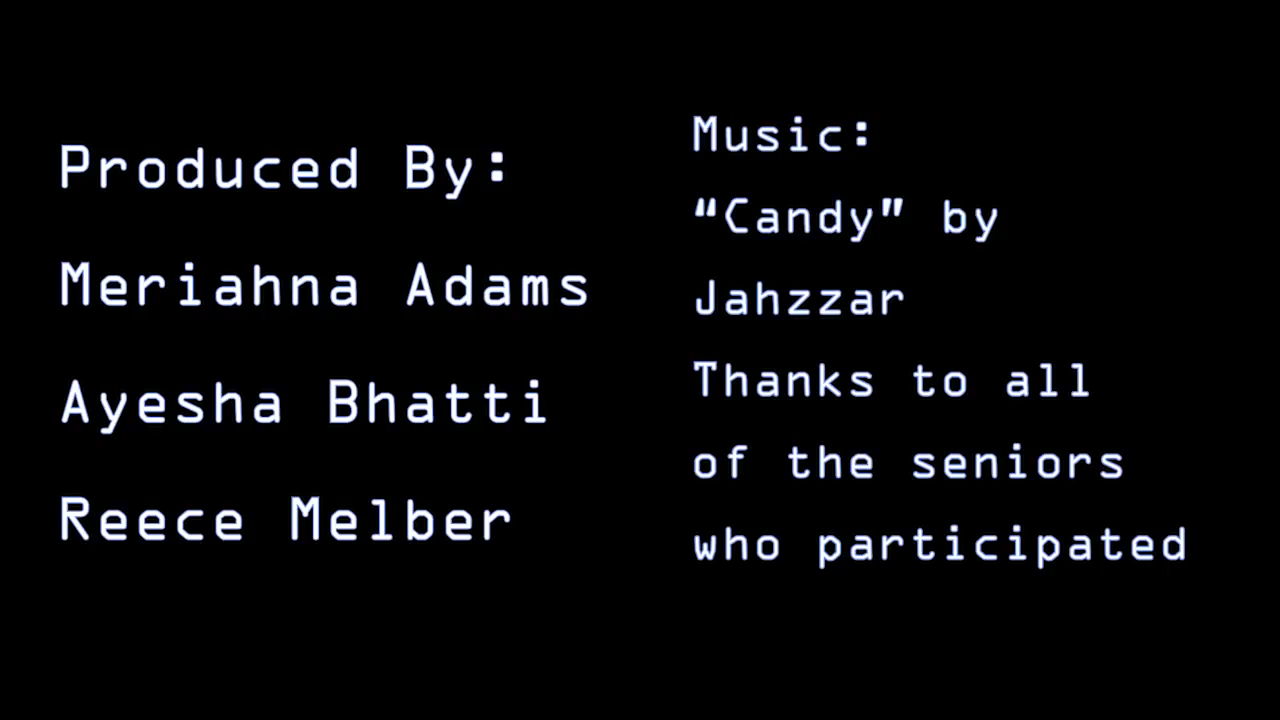 Produced By:
Meriahna Adams
Ayesha Bhatti
Reece Melber
Music:
“Candy” by
Jahzzar
Thanks to all
of the seniors
who participated